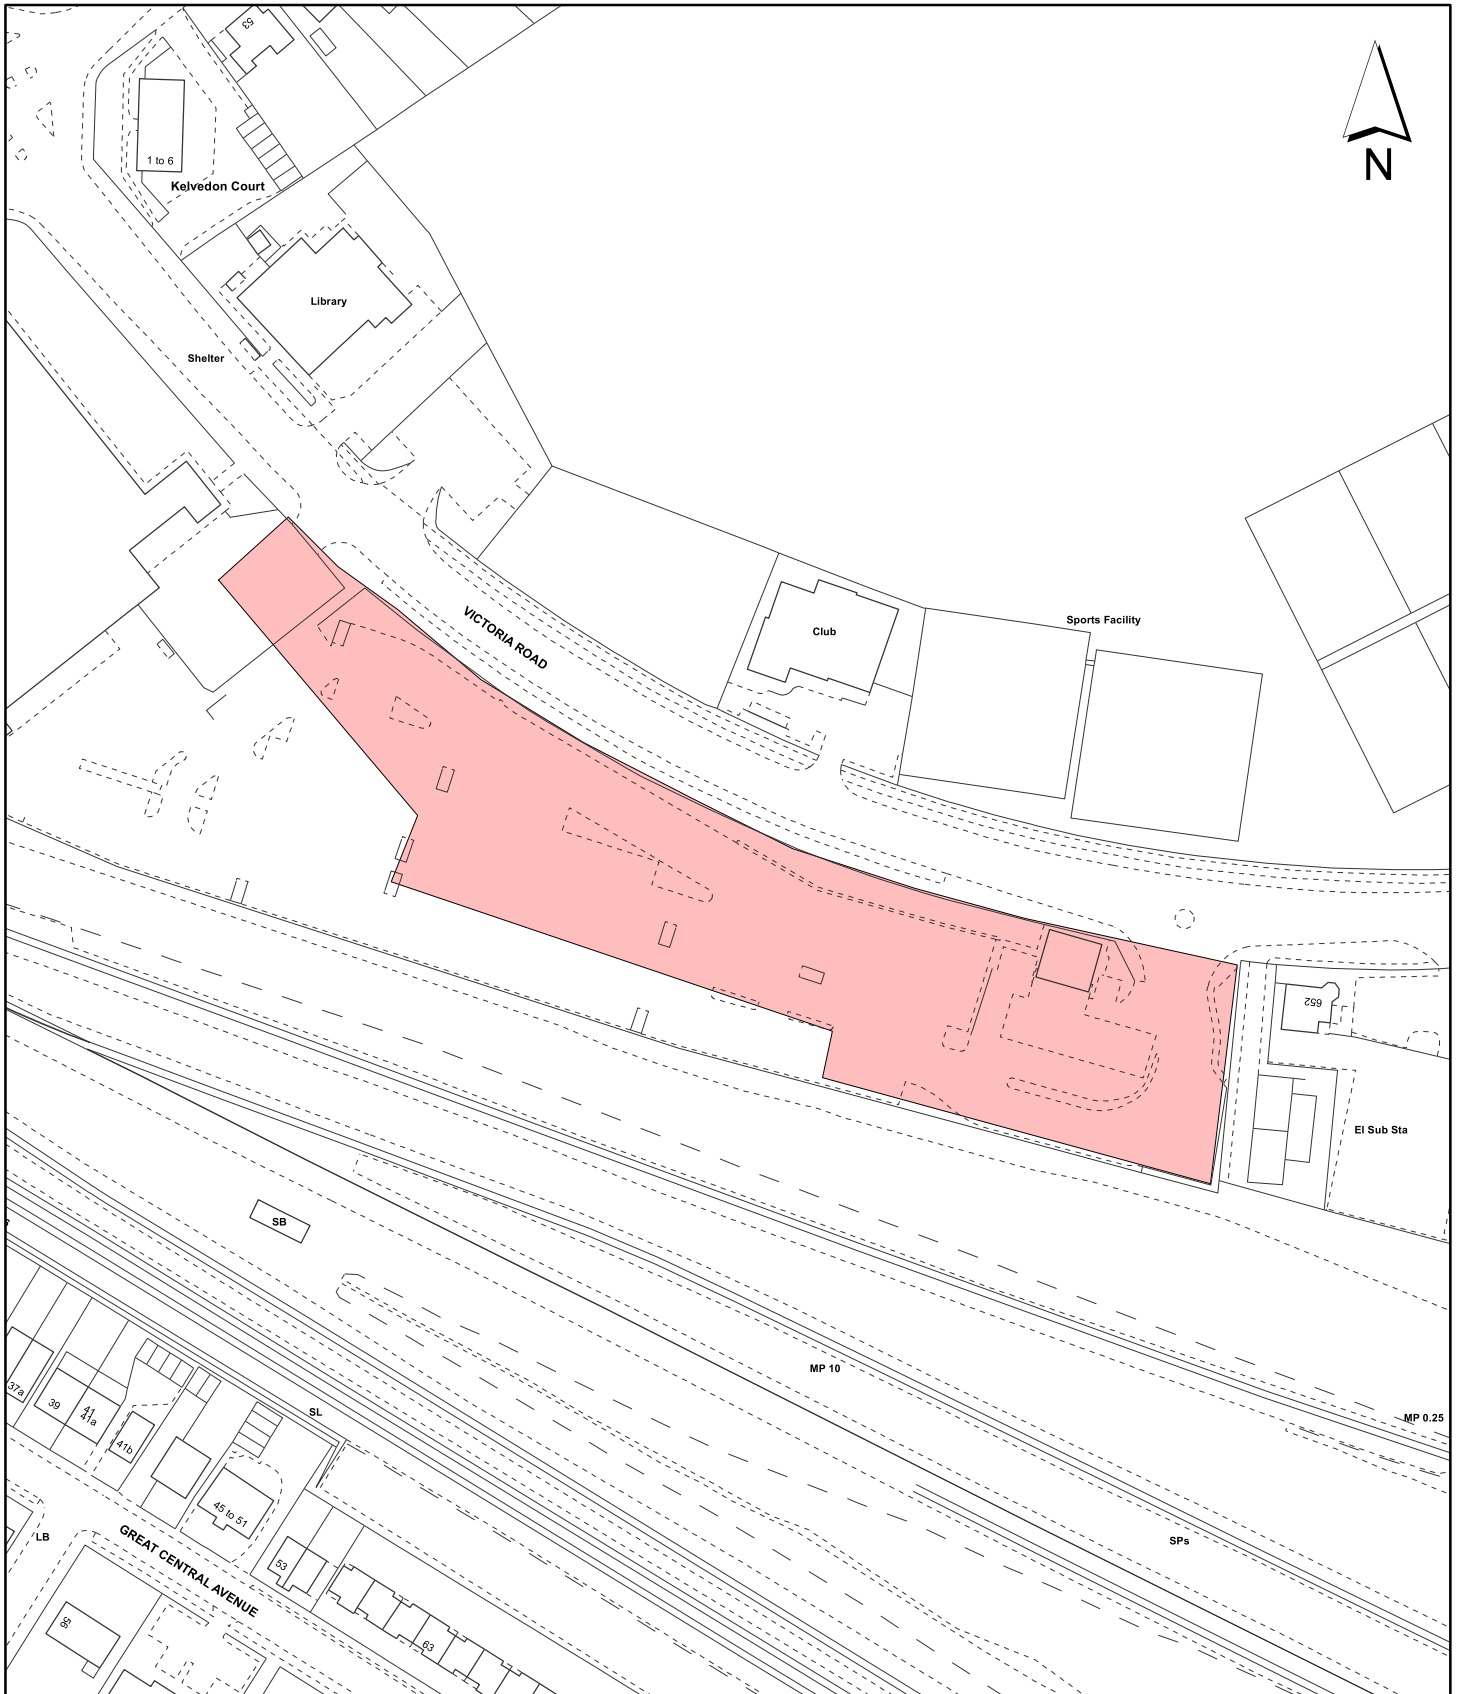 53
N
1 to 6
Kelvedon Court
Library
Shelter
VICTORIA ROAD
Club
Sports Facility
652
El Sub Sta
SB
MP 10
MP 0.25
SL
37a
39
41
41a
41b
45 to 51
SPs
LB
GREAT CENTRAL AVENUE
53
56
63